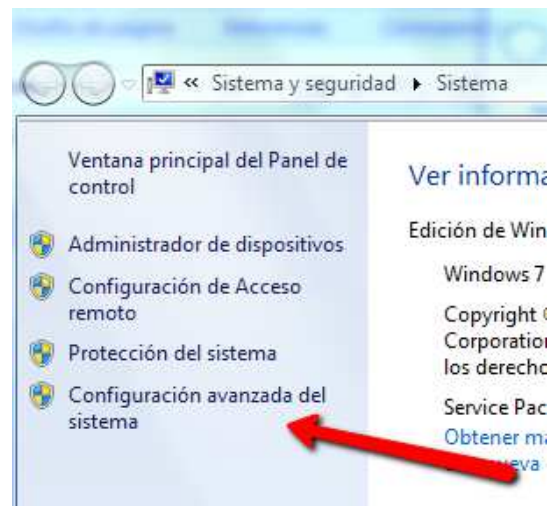 « Sistema y seguridad ▸ Sistema
Ventana principal del Panel de
control
Administrador de dispositivos
Configuración de Acceso
remoto
Protección del sistema
Configuración avanzada del
sistema
Ver informa
Edición de Win
Windows 7
Copyright ©
Corporation
los derecho
Service Pac
Obtener má